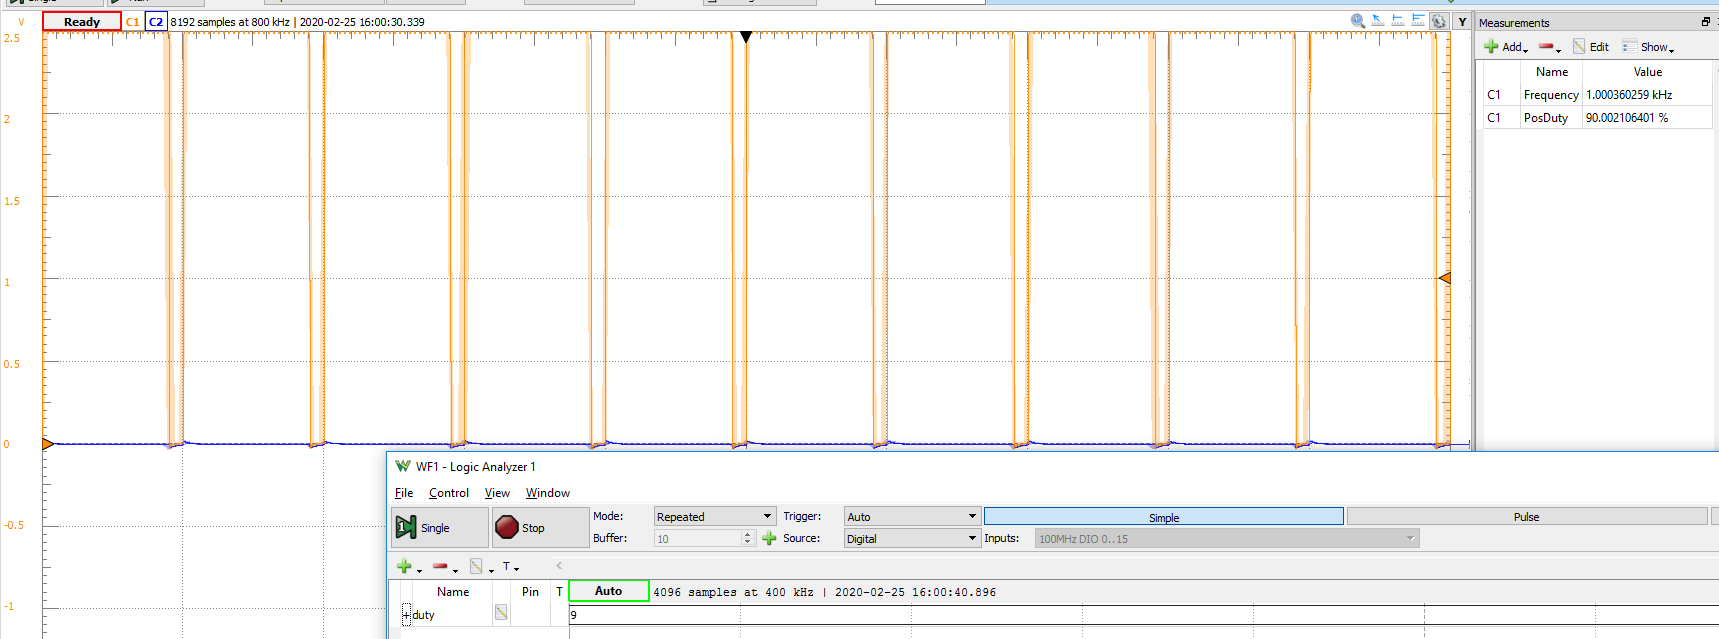 V Ready C1 C2 8192 samples at 800 kHz | 2020-02-25 16:00:30.339 Y Measurements
2.5
Add Edit Show
Name Value
C1 Frequency 1.000360259 kHz
2
C1 PosDuty 90.002106401 %
1.5
1
0.5
0
WF1 - Logic Analyzer 1
File Control View Window
-0.5
Single Stop Mode: Repeated Trigger: Auto Simple Pulse
Buffer: 10 Source: Digital Inputs: 100MHz DIO 0..15
T
-1
Name Pin T Auto 4096 samples at 400 kHz | 2020-02-25 16:00:40.896
duty 9